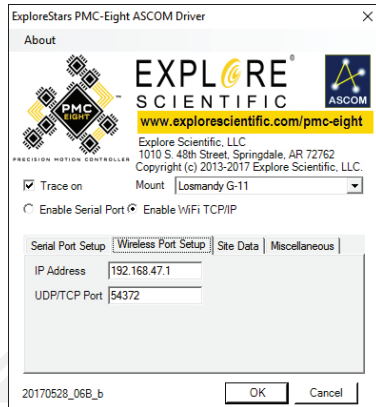 ExploreStars PMC-Eight ASCOM Driver
About
PMC
EIGHT
™
PRECISION MOTION CONTROLLER
EXPLORE®
SCIENTIFIC
ASCOM
www.explorescientific.com/pmc-eight
Explore Scientific, LLC
1010 S. 48th Street, Springdale, AR 72762
Copyright (c) 2013-2017 Explore Scientific, LLC.
Trace on
Mount Losmandy G-11
Enable Serial Port Enable WiFi TCP/IP
Serial Port Setup Wireless Port Setup Site Data Miscellaneous
IP Address 192.168.47.1
UDP/TCP Port 54372
20170528_06B_b
OK Cancel